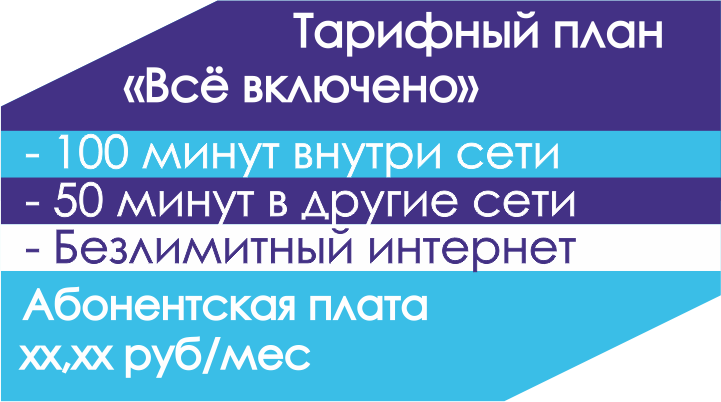 Тарифный план
«Всё включено»
- 100 минут внутри сети
- 50 минут в другие сети
- Безлимитный интернет
Абонентская плата
xx,xx руб/мес